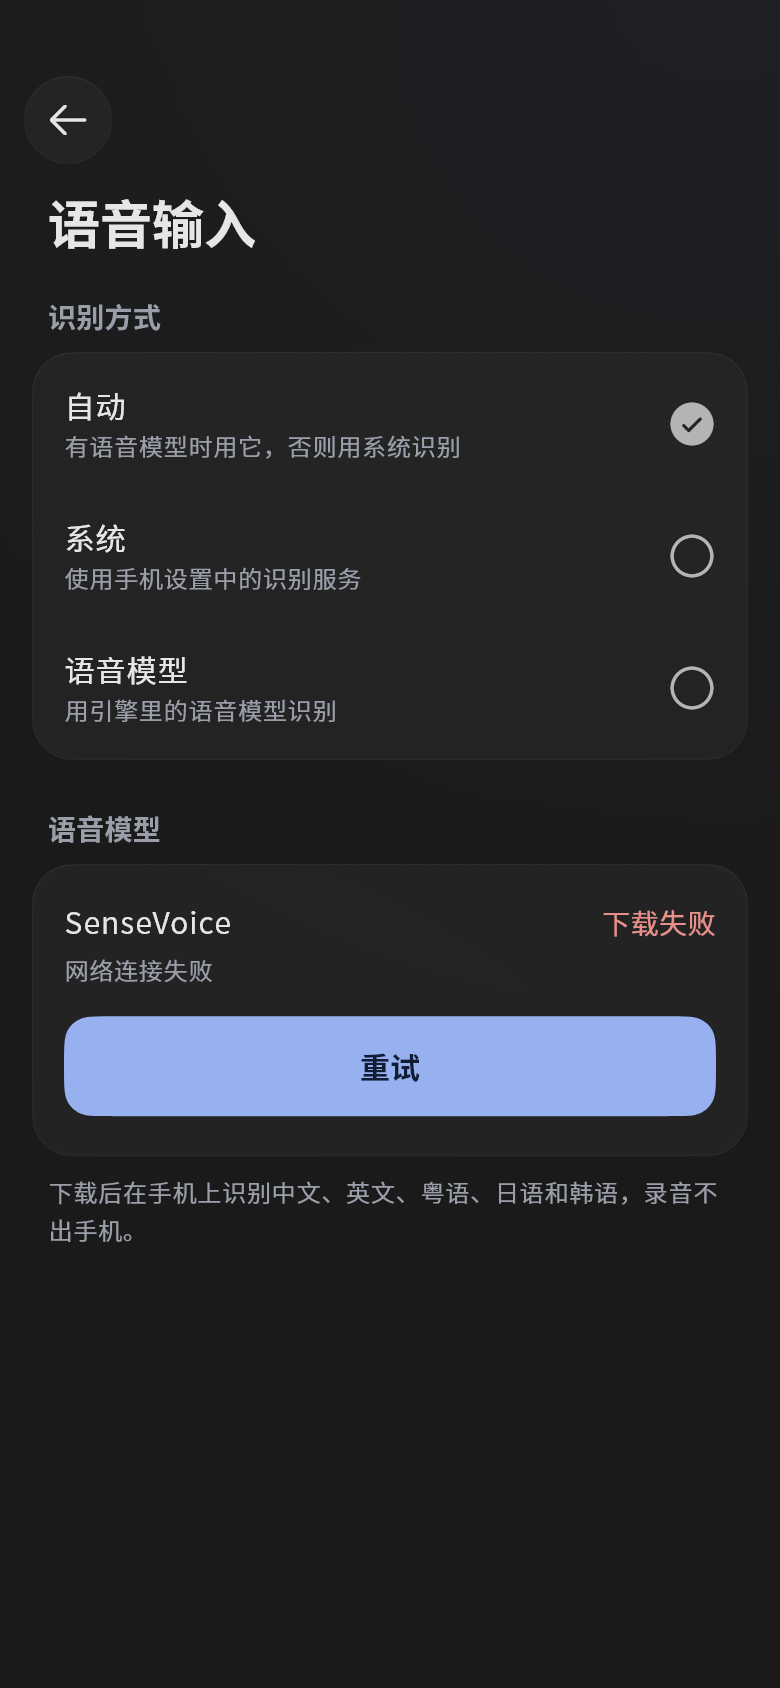 语音输入
识别方式
自动
有语音模型时用它，否则用系统识别
系统
使用手机设置中的识别服务
语音模型
用引擎里的语音模型识别
语音模型
SenseVoice
下载失败
网络连接失败
重试
下载后在手机上识别中文、英文、粤语、日语和韩语，录音不
出手机。